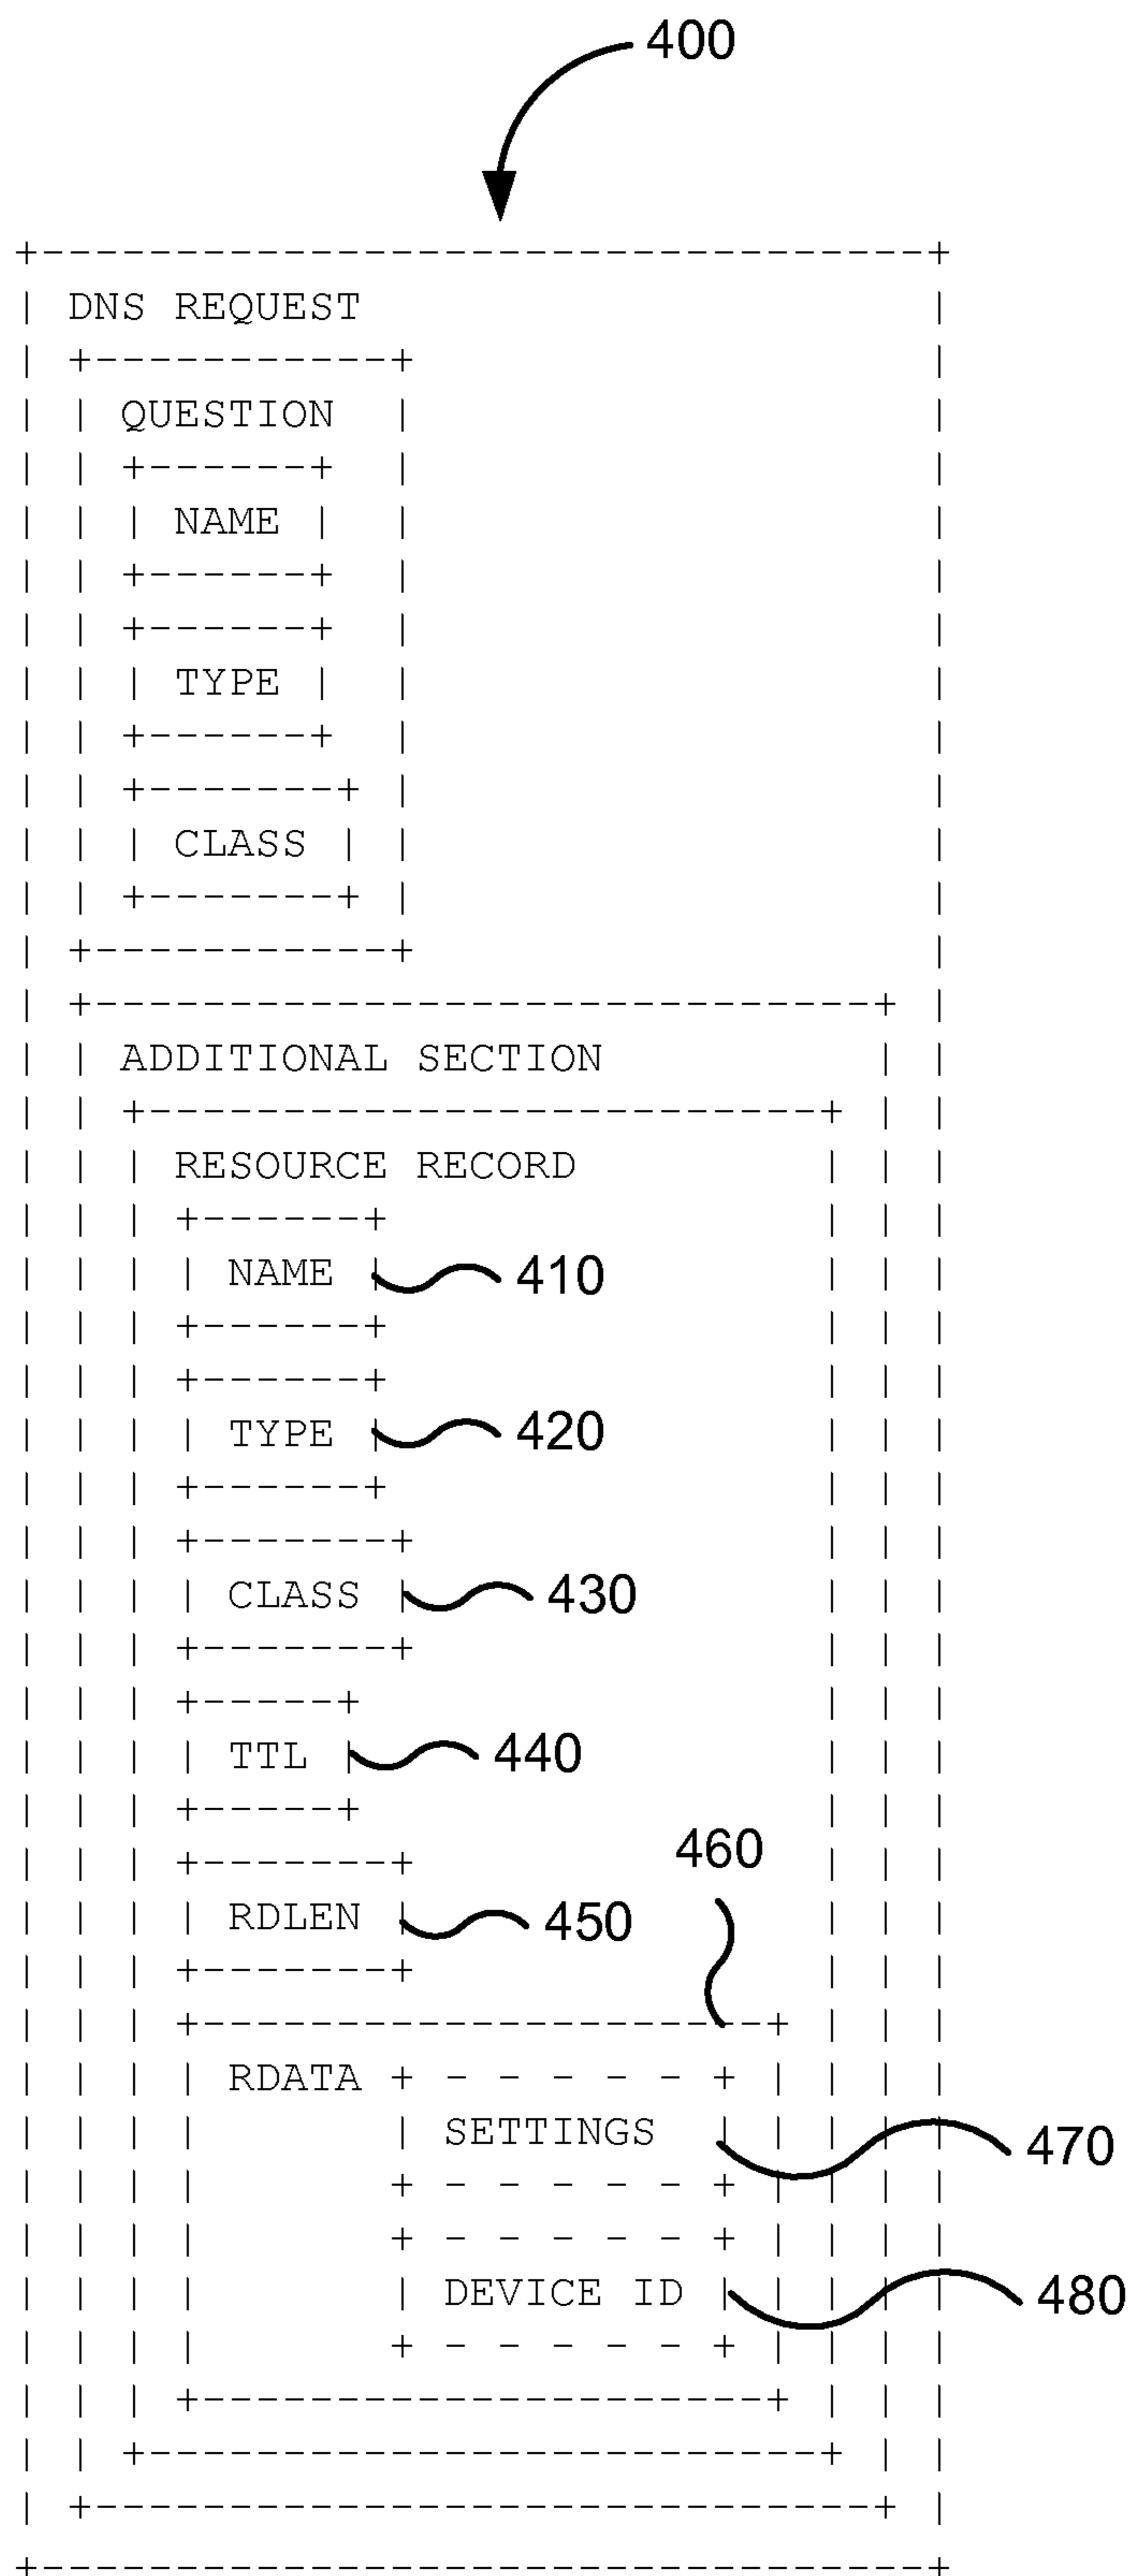 400
DNS REQUEST
QUESTION
NAME
TYPE
CLASS
ADDITIONAL SECTION
RESOURCE RECORD
NAME 410
TYPE 420
CLASS 430
TTL 440
460
RDLEN 450
RDATA
SETTINGS 470
DEVICE ID 480